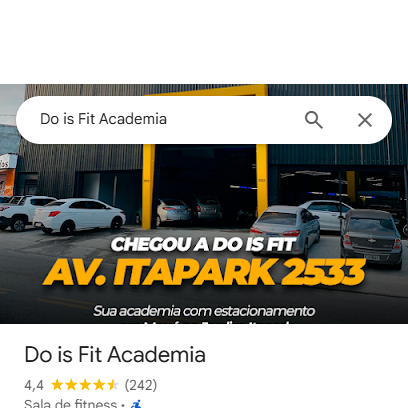 Do is Fit Academia
CHEGOU A DO IS FIT
AV. ITAPARK 2533
Sua academia com estacionamento
Do is Fit Academia
4,4 (242)
Sala de fitness ·